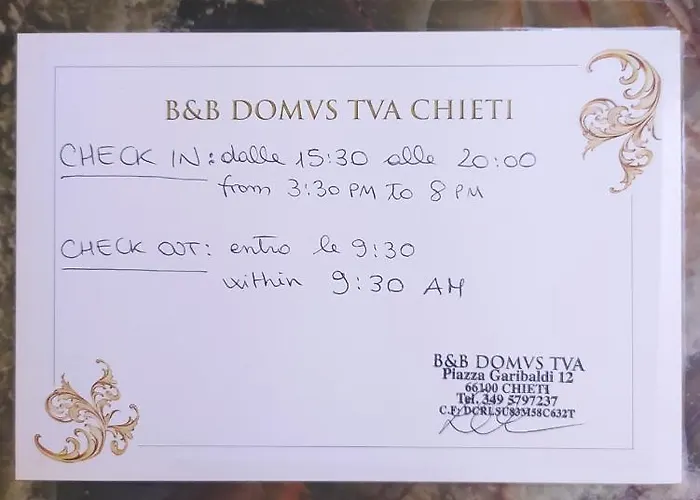 B&B DOMVS TVA CHIETI
CHECK IN: dalle 15:30 alle 20:00
from 3:30 PM to 8 PM
CHECK OUT: entro le 9:30
within 9:30 AM
B&B DOMVS TVA
Piazza Garibaldi 12
66100 CHIETI
Tel. 349 5797237
C.F: DCRLSU83M58C632T